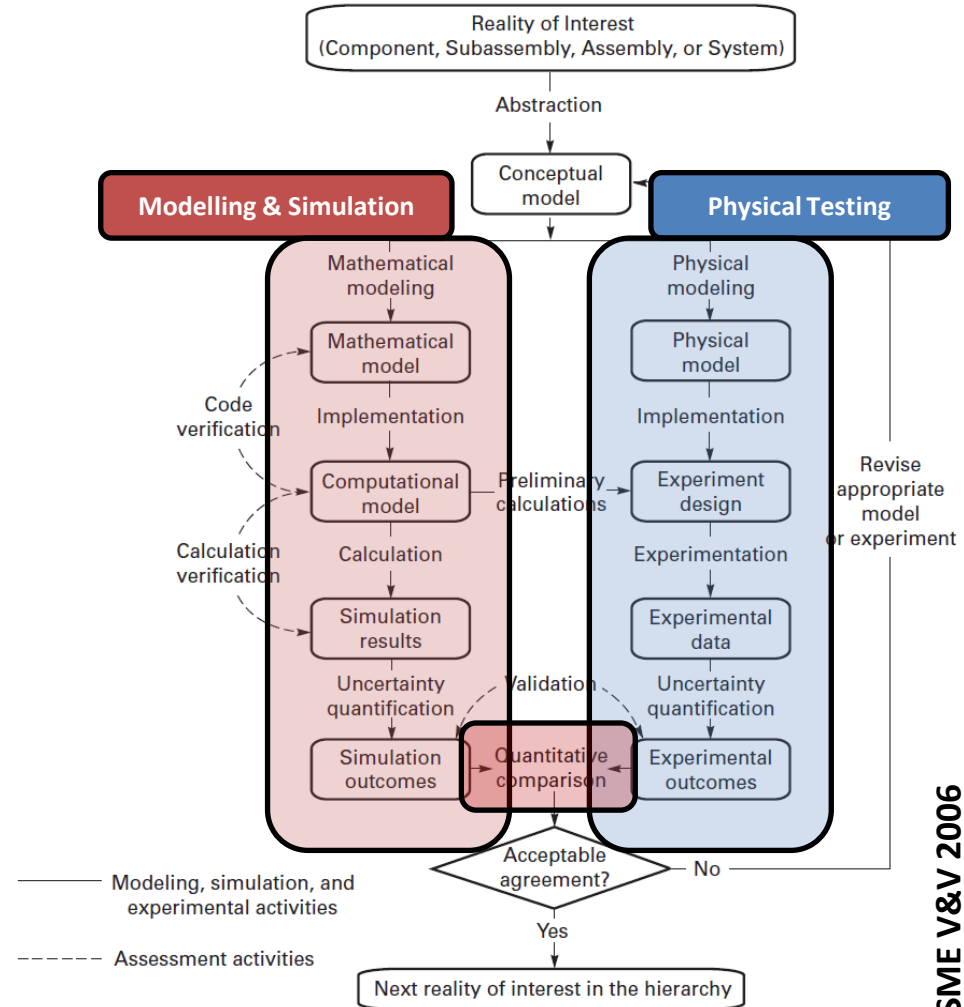 Reality of Interest
(Component, Subassembly, Assembly, or System)
Abstraction
Conceptual
model
Modelling & Simulation
Physical Testing
Mathematical
modeling
Mathematical
model
Code
verification
Implementation
Computational
model
Preliminary
calculations
Calculation
verification
Calculation
Simulation
results
Uncertainty
quantification
Simulation
outcomes
Physical
modeling
Physical
model
Implementation
Experiment
design
Experimentation
Experimental
data
Uncertainty
quantification
Experimental
outcomes
Validation
Quantitative
comparison
Revise
appropriate
model
or experiment
Acceptable
agreement?
No
Yes
Next reality of interest in the hierarchy
Modeling, simulation, and
experimental activities
Assessment activities
SME V&V 2006